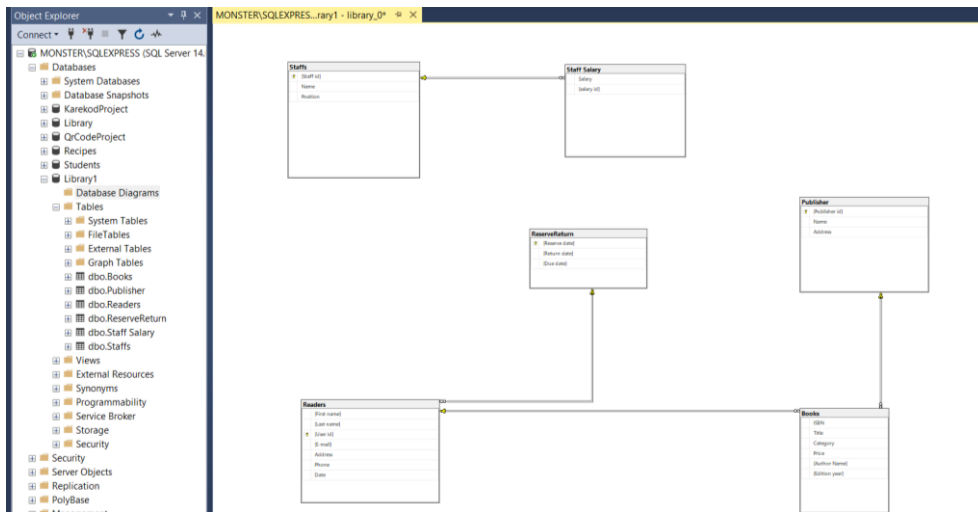 Object Explorer
MONSTER\SQLEXPRES...rary1 - library_0*
Connect
MONSTER\SQLEXPRESS (SQL Server 14.
Databases
System Databases
Database Snapshots
KarekodProject
Library
QrCodeProject
Recipes
Students
Library1
Database Diagrams
Tables
System Tables
FileTables
External Tables
Graph Tables
dbo.Books
dbo.Publisher
dbo.Readers
dbo.ReserveReturn
dbo.Staff Salary
dbo.Staffs
Views
External Resources
Synonyms
Programmability
Service Broker
Storage
Security
Security
Server Objects
Replication
PolyBase
Management
Staffs
[Staff id]
Name
Position
Staff Salary
Salary
[salary id]
Publisher
[Publisher id]
Name
Address
ReserveReturn
[Reserve date]
[Return date]
[Due date]
Readers
[First name]
[Last name]
[User id]
[E-mail]
Address
Phone
Date
Books
ISBN
Title
Category
Price
[Author Name]
[Edition year]